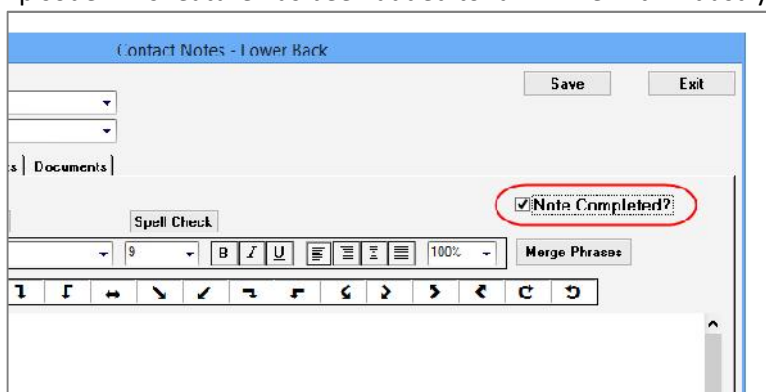 Contact Notes - Lower Back
Save Exit
Documents
Note Completed?
Spell Check
9 B I U 100% Merge Phrases